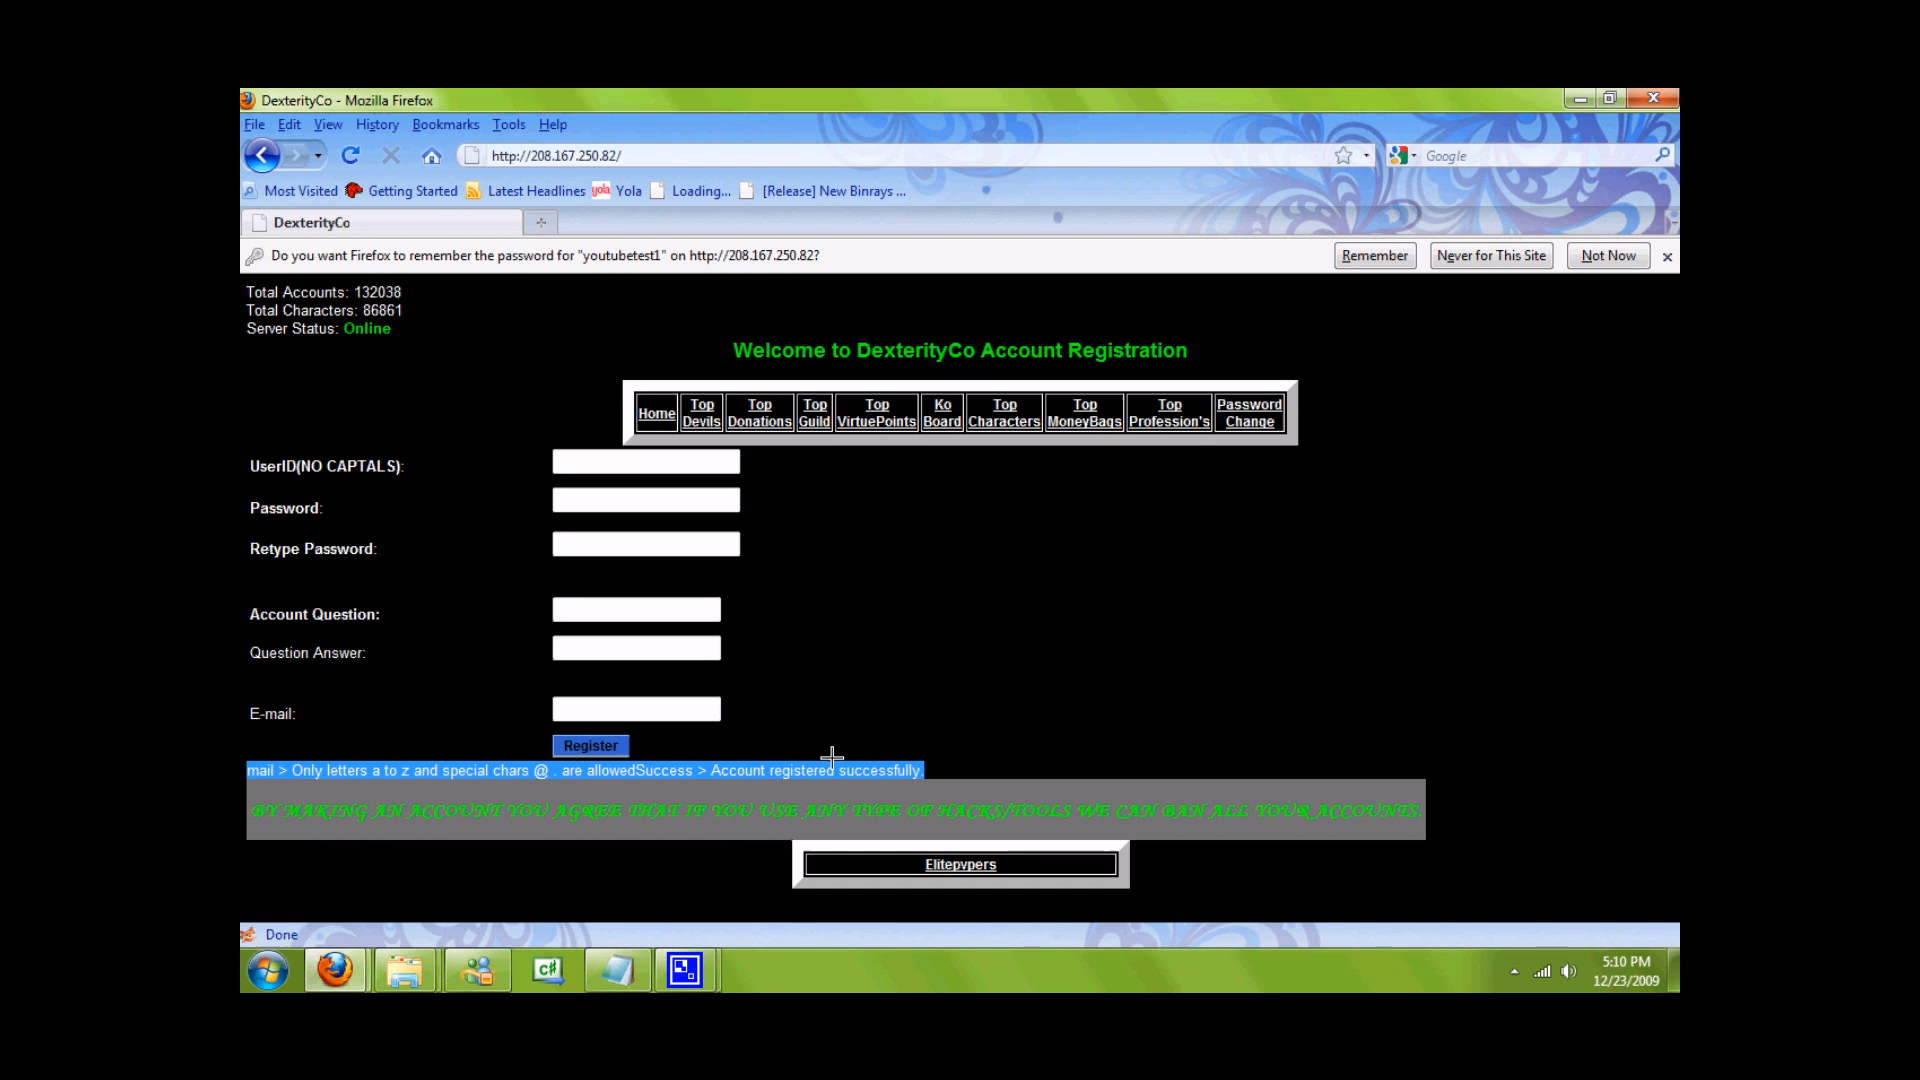 DexterityCo - Mozilla Firefox
File Edit View History Bookmarks Tools Help
http://208.167.250.82/
Google
Most Visited Getting Started Latest Headlines yola Yola Loading... [Release] New Binrays ...
DexterityCo
Do you want Firefox to remember the password for "youtubetest1" on http://208.167.250.82?
Remember Never for This Site Not Now
Total Accounts: 132038
Total Characters: 86861
Server Status: Online
Welcome to DexterityCo Account Registration
Home Top Devils Top Donations Top Guild Top VirtuePoints Ko Board Top Characters Top MoneyBags Top Profession's Password Change
UserID(NO CAPTALS):
Password:
Retype Password:
Account Question:
Question Answer:
E-mail:
Register
mail > Only letters a to z and special chars @ . are allowedSuccess > Account registered successfully.
BY MAKING AN ACCOUNT YOU AGREE THAT IF YOU USE ANY TYPE OF HACKS/TOOLS WE CAN BAN ALL YOUR ACCOUNTS.
Elitepvpers
Done
C#
5:10 PM
12/23/2009